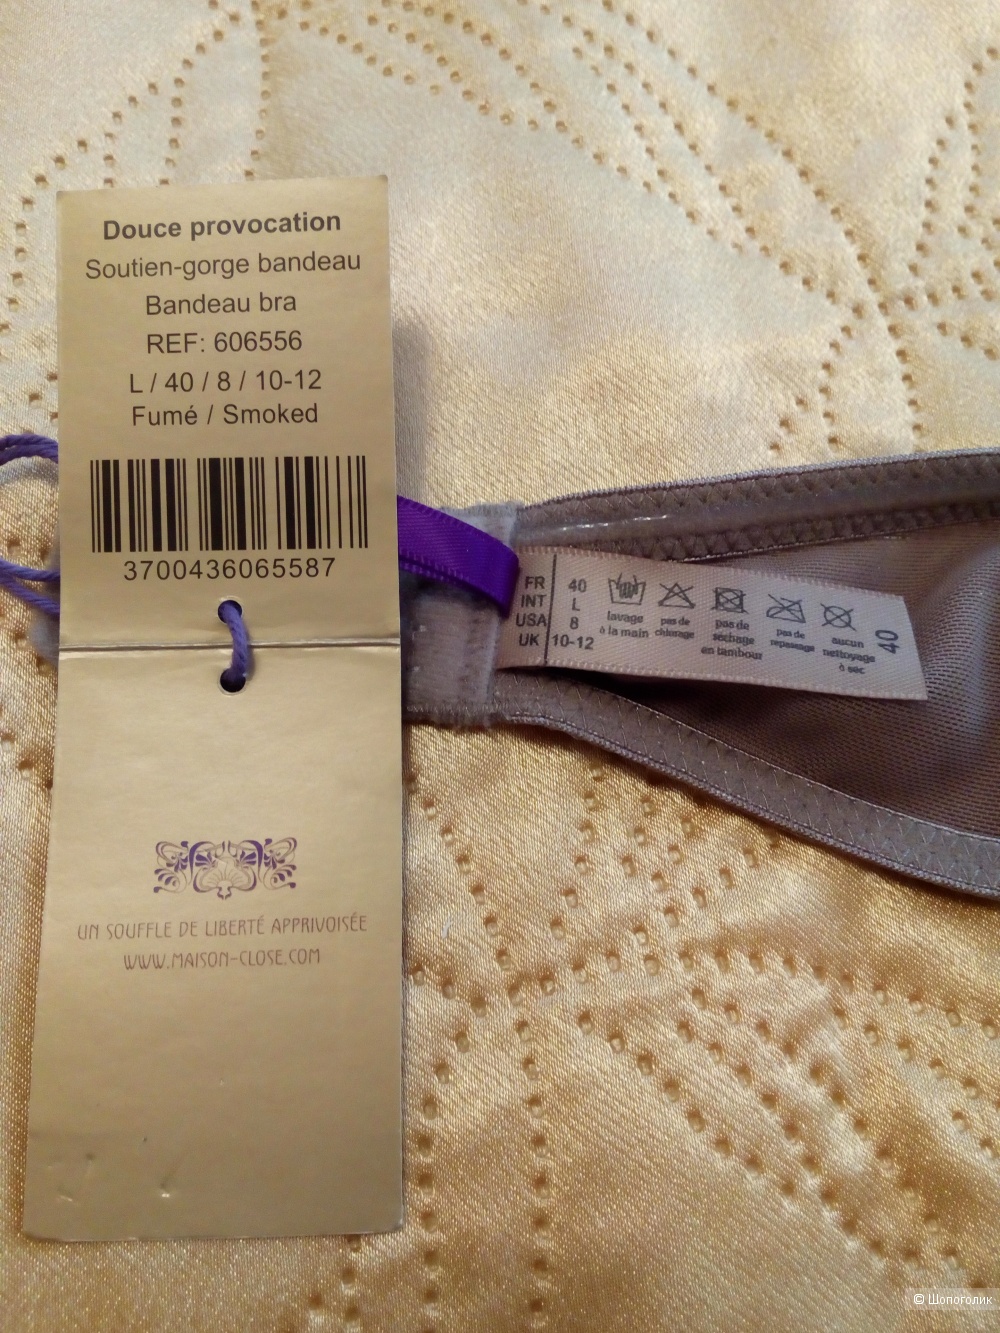 Douce provocation
Soutien-gorge bandeau
Bandeau bra
REF: 606556
L / 40 / 8 / 10-12
Fumé / Smoked
3700436065587
UN SOUFFLE DE LIBERTÉ APPRIVOISÉE
WWW.MAISON-CLOSE.COM
FR 40
INT L
USA 8
UK 10-12
lavage
à la main
pas de
chlorage
pas de
séchage
en tambour
pas de
repassage
aucun
nettoyage
à sec
40
© Шопоголик